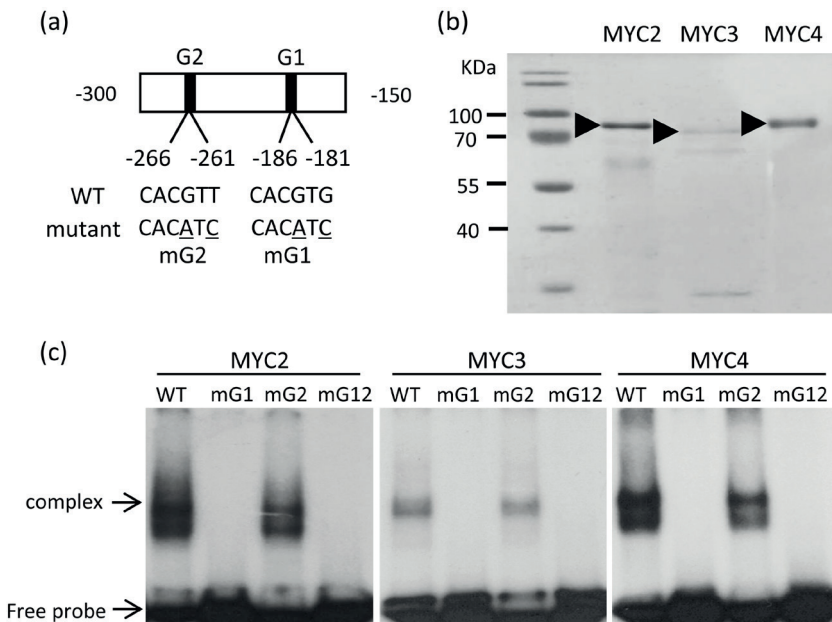 (a)
G2 G1
-300 -150
-266 -261 -186 -181
WT CACGTT CACGTG
mutant CACATC CACATC
mG2 mG1
(b)
MYC2 MYC3 MYC4
KDa
100
70
55
40
(c)
MYC2 MYC3 MYC4
WT mG1 mG2 mG12 WT mG1 mG2 mG12 WT mG1 mG2 mG12
complex
Free probe